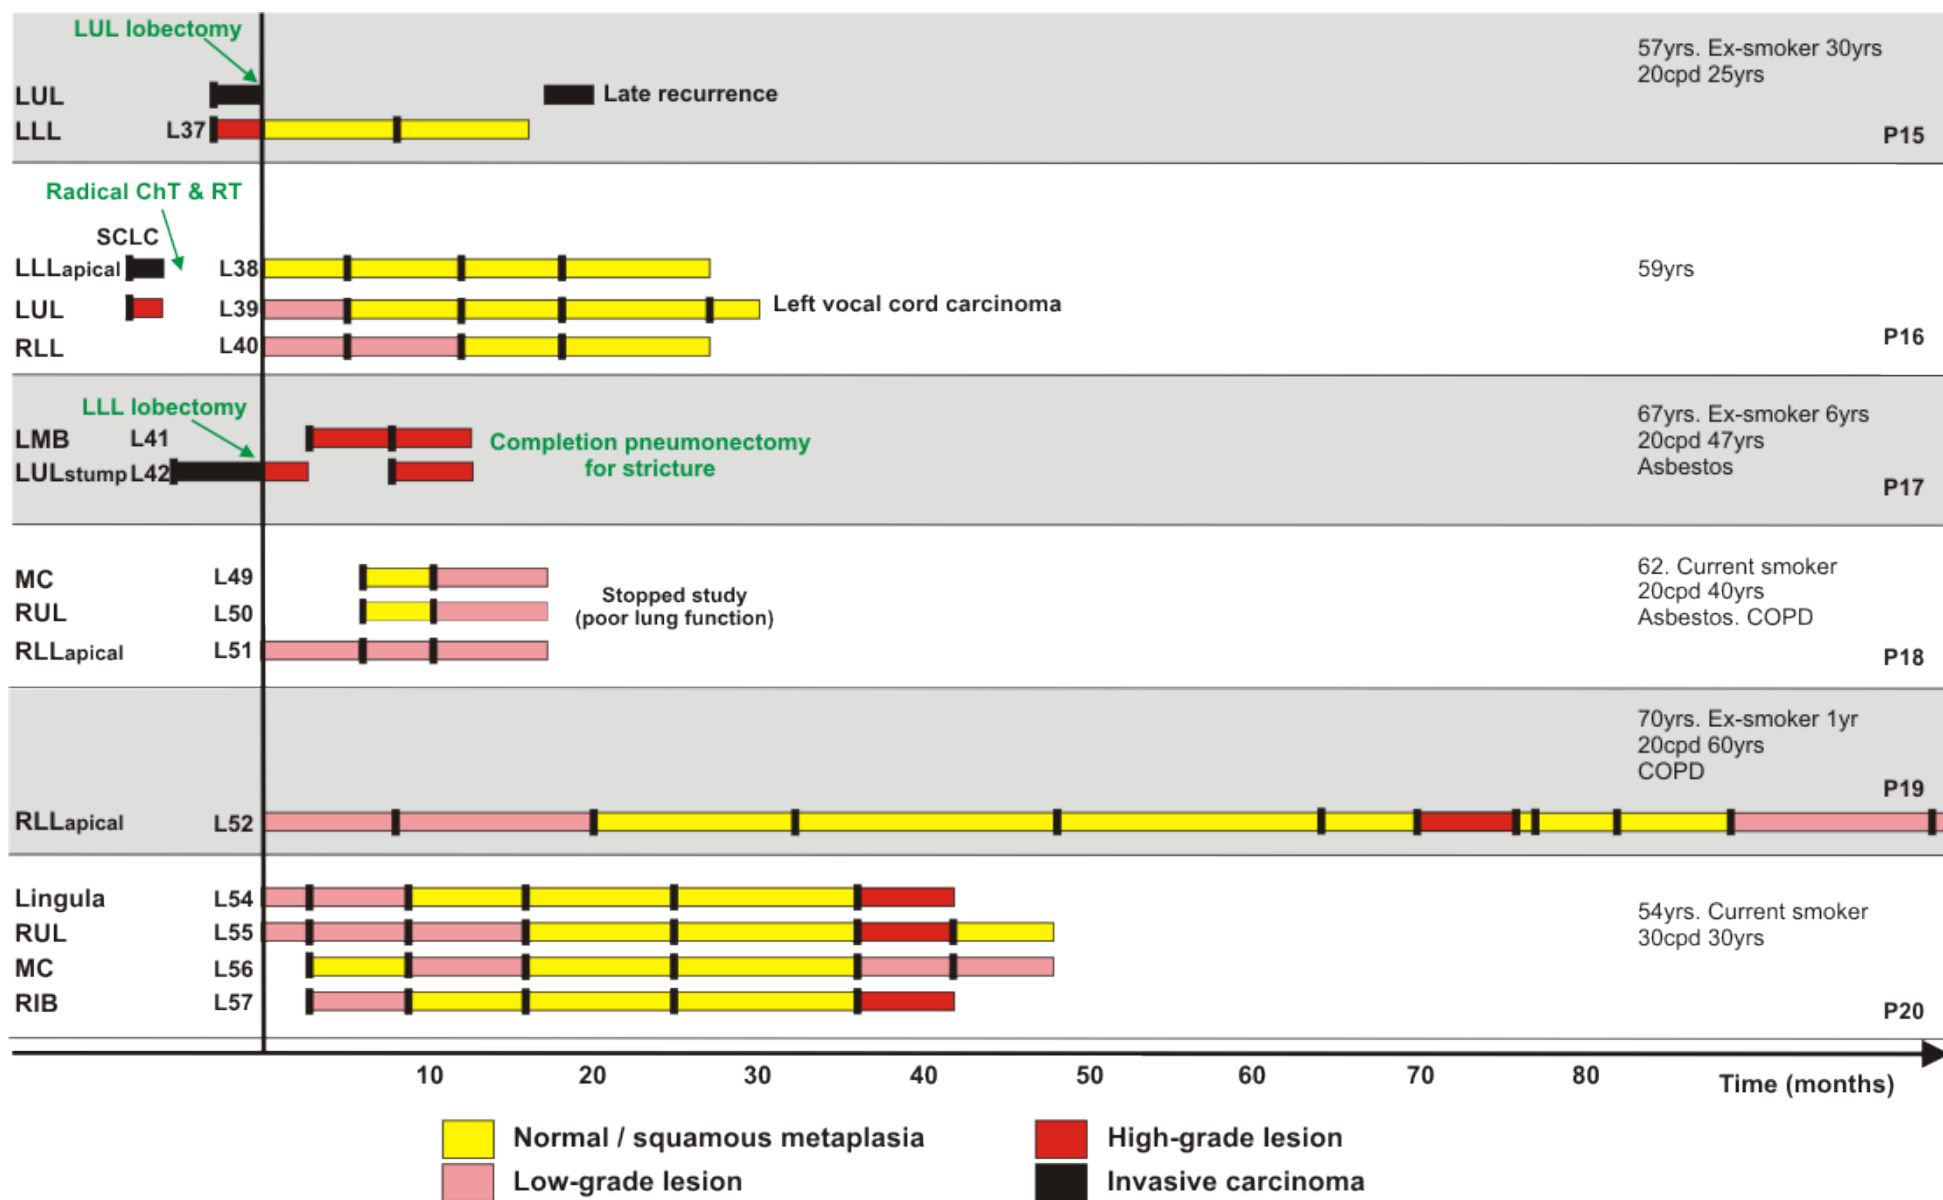 LUL lobectomy
57yrs. Ex-smoker 30yrs
20cpd 25yrs
LUL
Late recurrence
LLL L37
P15
Radical ChT & RT
SCLC
LLLapical L38
59yrs
LUL L39 Left vocal cord carcinoma
RLL L40
P16
LLL lobectomy
67yrs. Ex-smoker 6yrs
20cpd 47yrs
Asbestos
LMB L41
Completion pneumonectomy
for stricture
LULstump L42
P17
62. Current smoker
20cpd 40yrs
Asbestos. COPD
MC L49
Stopped study
(poor lung function)
RUL L50
RLLapical L51
P18
70yrs. Ex-smoker 1yr
20cpd 60yrs
COPD
P19
RLLapical L52
Lingula L54
54yrs. Current smoker
30cpd 30yrs
RUL L55
MC L56
RIB L57
P20
10 20 30 40 50 60 70 80 Time (months)
Normal / squamous metaplasia
High-grade lesion
Low-grade lesion
Invasive carcinoma